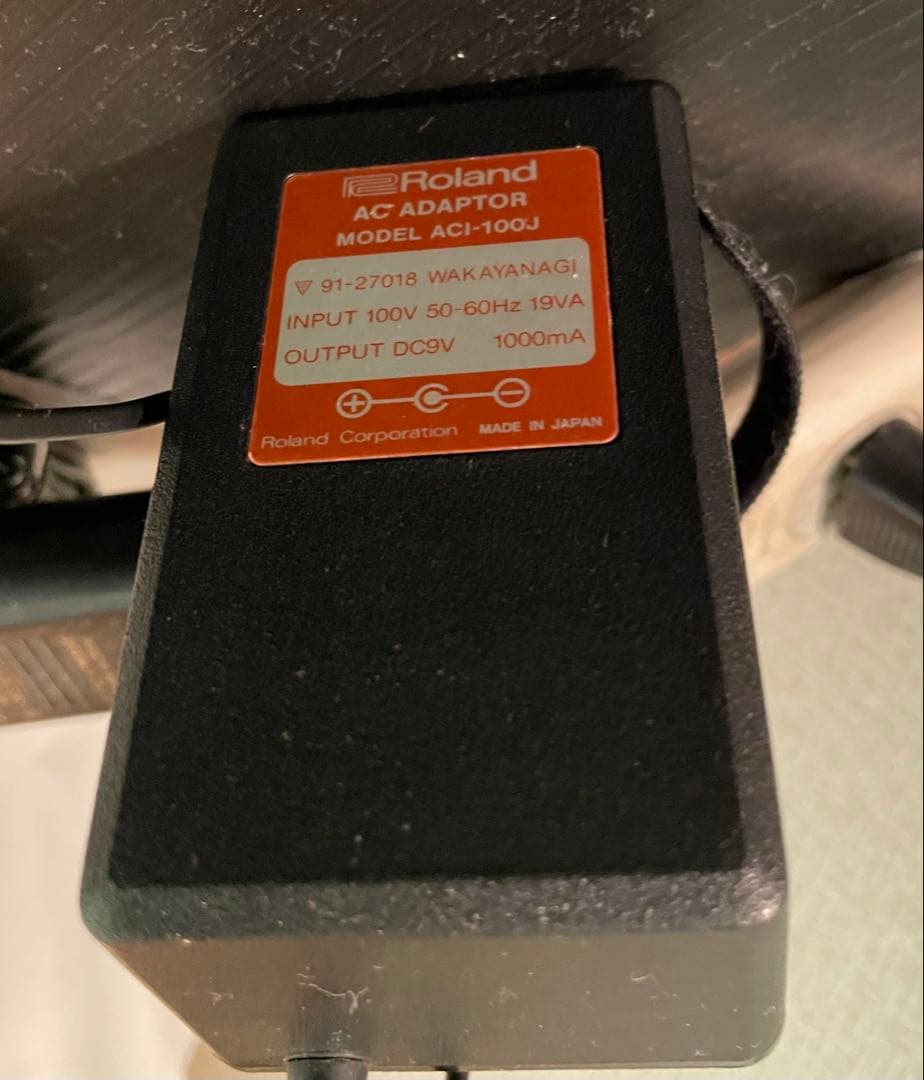 Roland
AC ADAPTOR
MODEL ACI-100J
▽ 91-27018 WAKAYANAGI
INPUT 100V 50-60Hz 19VA
OUTPUT DC9V 1000mA
+ -
Roland Corporation MADE IN JAPAN